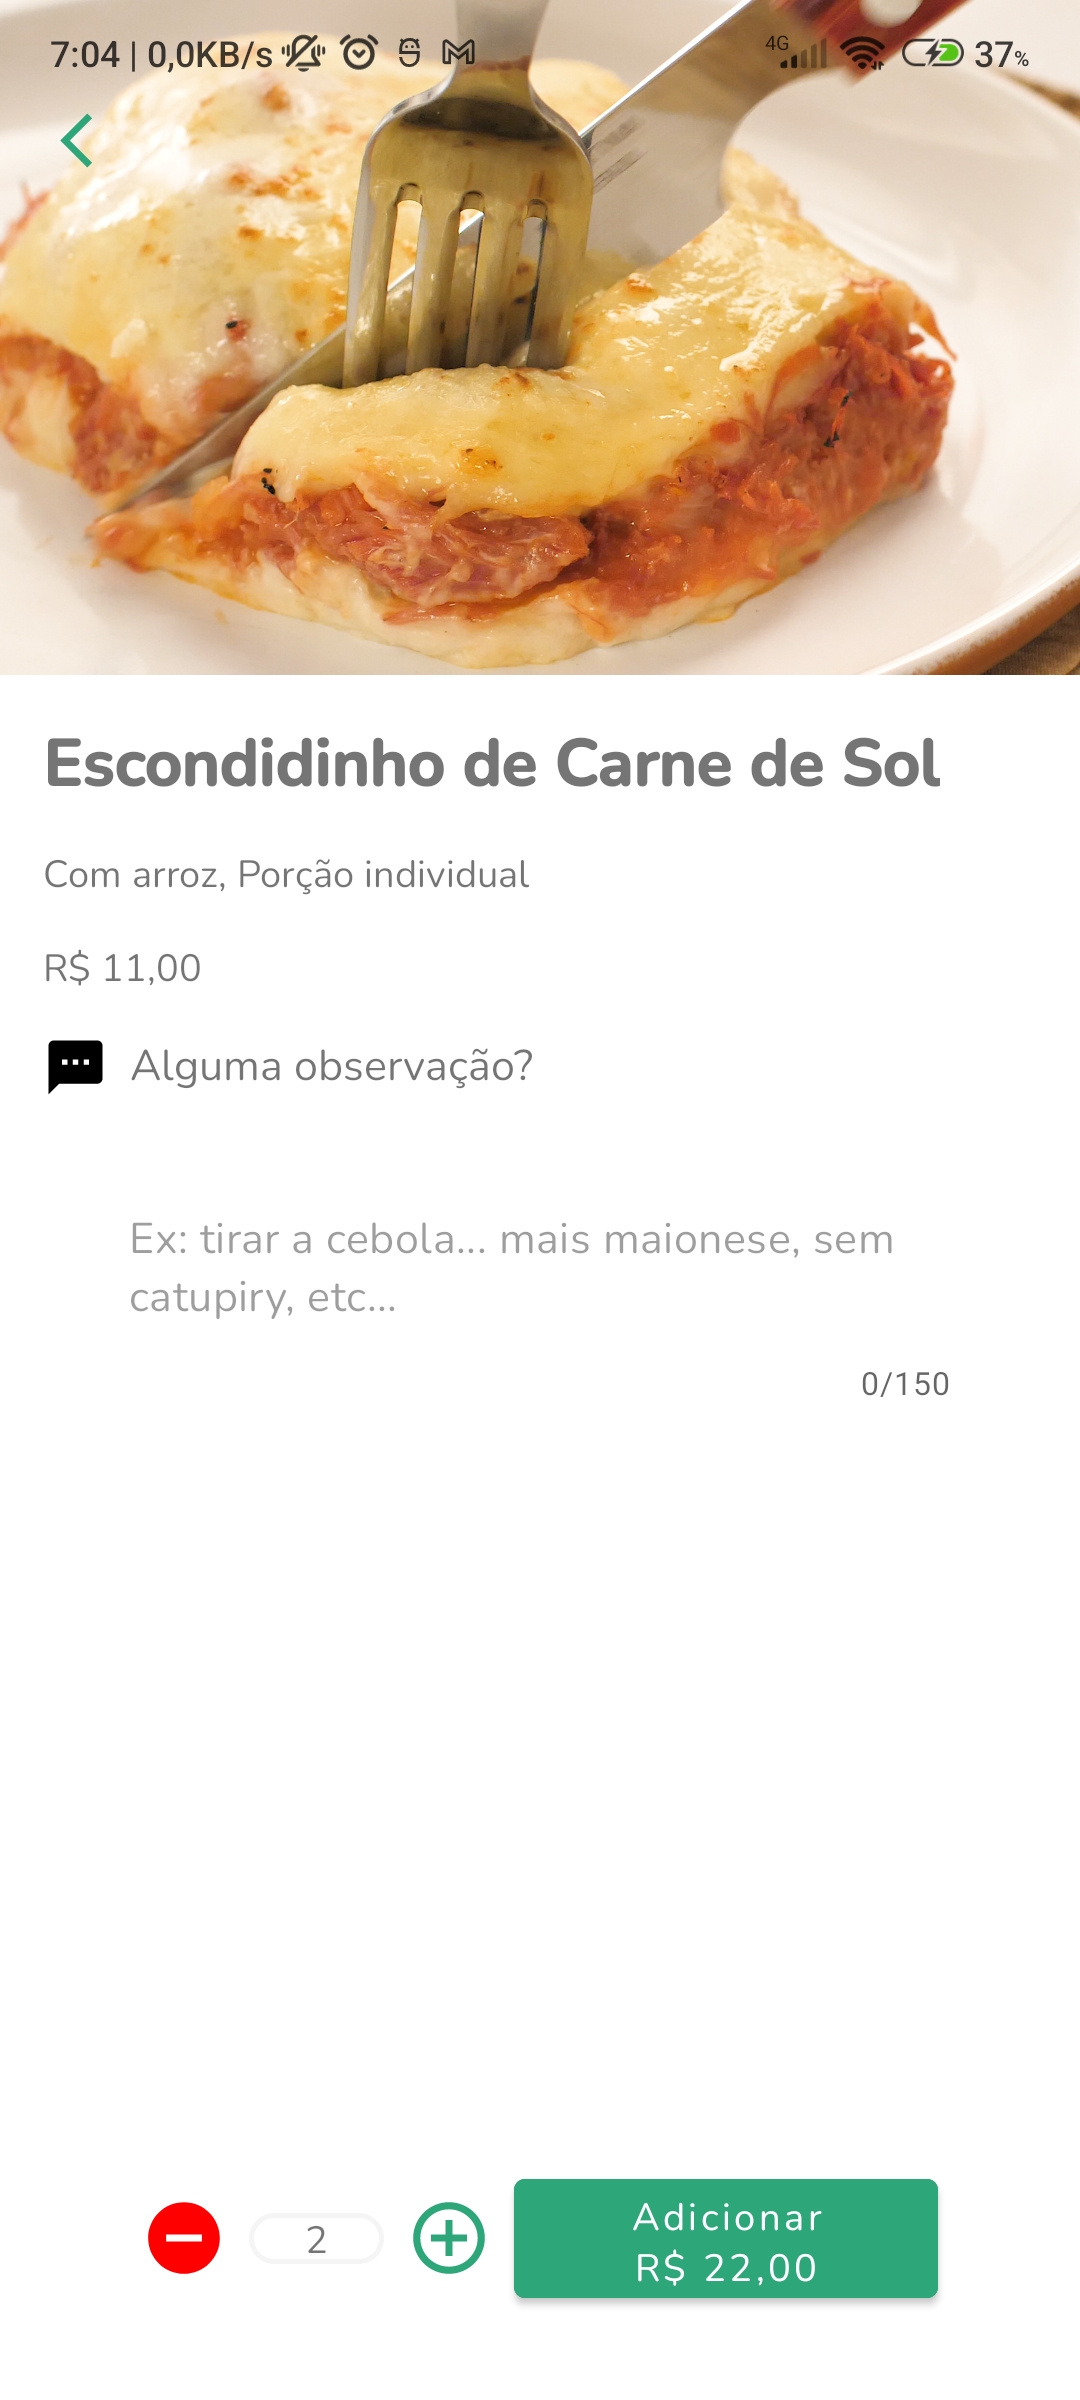 7:04 | 0,0KB/s 4G 37%
Escondidinho de Carne de Sol
Com arroz, Porção individual
R$ 11,00
Alguma observação?
Ex: tirar a cebola... mais maionese, sem
catupiry, etc...
0/150
2
Adicionar
R$ 22,00